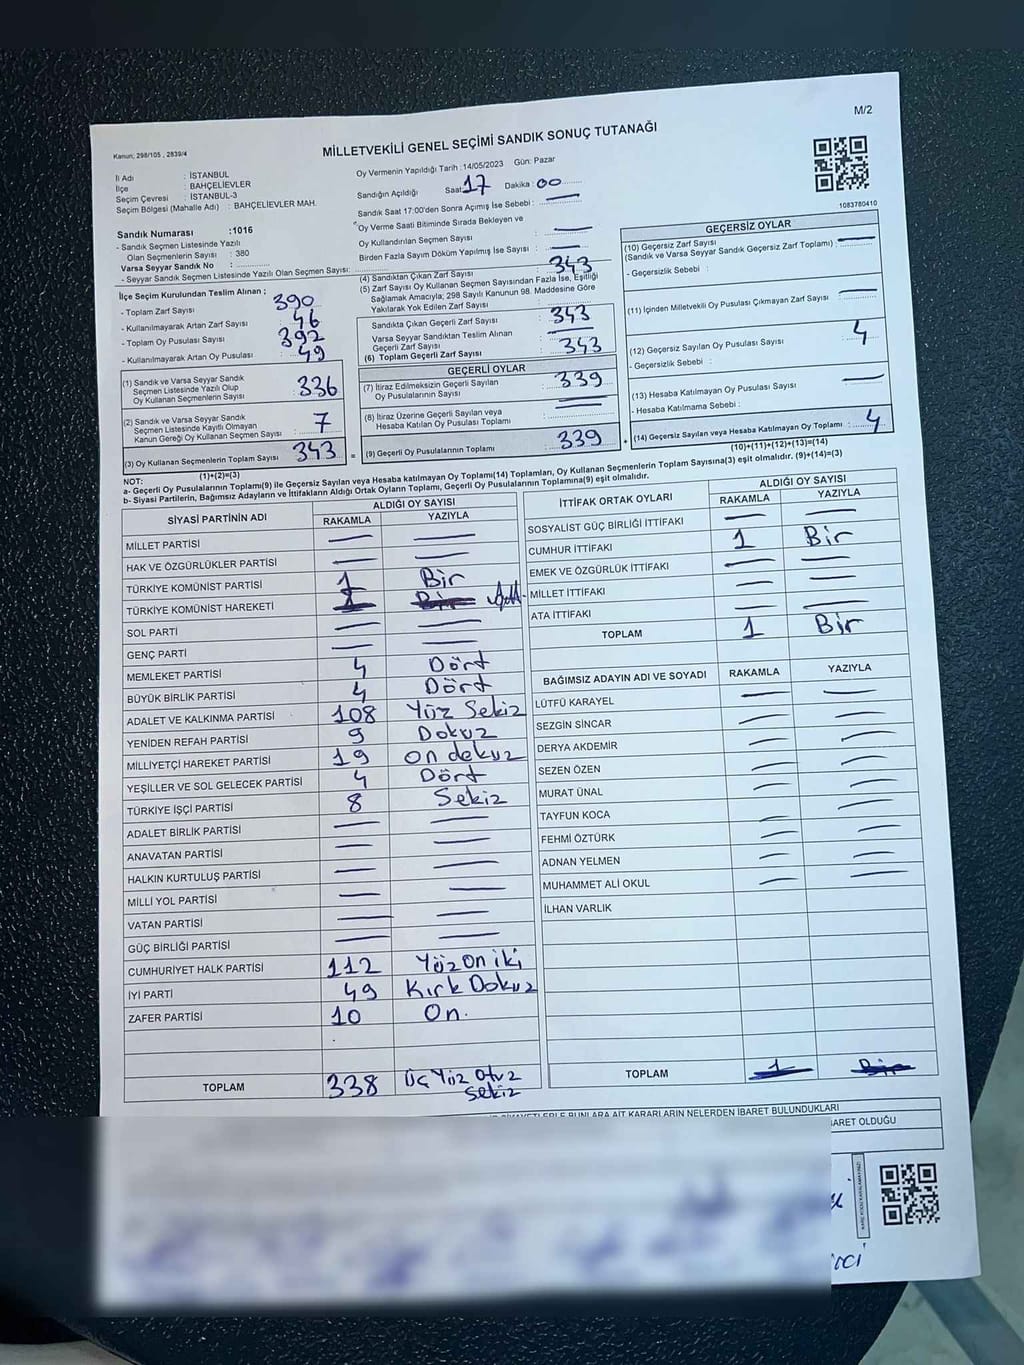 M/2
Kanun: 298/105 , 2839/4
MİLLETVEKİLİ GENEL SEÇİMİ SANDIK SONUÇ TUTANAĞI
İl Adı : İSTANBUL
İlçe : BAHÇELİEVLER
Seçim Çevresi : İSTANBUL-3
Seçim Bölgesi (Mahalle Adı) : BAHÇELİEVLER MAH.
Sandık Numarası :1016
- Sandık Seçmen Listesinde Yazılı
Olan Seçmenlerin Sayısı : 380
Varsa Seyyar Sandık No :
- Seyyar Sandık Seçmen Listesinde Yazılı Olan Seçmen Sayısı:
Oy Vermenin Yapıldığı Tarih : 14/05/2023 Gün: Pazar
Sandığın Açıldığı Saat: 17 Dakika : 00
Sandık Saat 17:00'den Sonra Açımış İse Sebebi :
Oy Verme Saati Bitiminde Sırada Bekleyen ve
Oy Kullandırılan Seçmen Sayısı
Birden Fazla Sayım Döküm Yapılmış İse Sayısı :
(4) Sandıktan Çıkan Zarf Sayısı 343
(5) Zarf Sayısı Oy Kullanan Seçmen Sayısından Fazla İse, Eşitliği
Sağlamak Amacıyla; 298 Sayılı Kanunun 98. Maddesine Göre
Yakılarak Yok Edilen Zarf Sayısı
1083780410
İlçe Seçim Kurulundan Teslim Alınan ;
- Toplam Zarf Sayısı 390
- Kullanılmayarak Artan Zarf Sayısı 46
- Toplam Oy Pusulası Sayısı 392
- Kullanılmayarak Artan Oy Pusulası : 49
(1) Sandık ve Varsa Seyyar Sandık
Seçmen Listesinde Yazılı Olup
Oy Kullanan Seçmenlerin Sayısı 336
(2) Sandık ve Varsa Seyyar Sandık
Seçmen Listesinde Kayıtlı Olmayan
Kanun Gereği Oy Kullanan Seçmen Sayısı 7
(3) Oy Kullanan Seçmenlerin Toplam Sayısı 343 =
(1)+(2)=(3)
Sandıkta Çıkan Geçerli Zarf Sayısı 343
Varsa Seyyar Sandıktan Teslim Alınan
Geçerli Zarf Sayısı
(6) Toplam Geçerli Zarf Sayısı 343
GEÇERLİ OYLAR
(7) İtiraz Edilmeksizin Geçerli Sayılan
Oy Pusulalarının Sayısı : 339
(8) İtiraz Üzerine Geçerli Sayılan veya
Hesaba Katılan Oy Pusulası Toplamı :
(9) Geçerli Oy Pusulalarının Toplamı : 339 +
GEÇERSİZ OYLAR
(10) Geçersiz Zarf Sayısı
(Sandık ve Varsa Seyyar Sandık Geçersiz Zarf Toplamı) :
- Geçersizlik Sebebi :
(11) İçinden Milletvekili Oy Pusulası Çıkmayan Zarf Sayısı
(12) Geçersiz Sayılan Oy Pusulası Sayısı : 4
- Geçersizlik Sebebi :
(13) Hesaba Katılmayan Oy Pusulası Sayısı
- Hesaba Katılmama Sebebi :
(14) Geçersiz Sayılan veya Hesaba Katılmayan Oy Toplamı : 4
(10)+(11)+(12)+(13)=(14)
NOT:
a- Geçerli Oy Pusulalarının Toplamı(9) ile Geçersiz Sayılan veya Hesaba katılmayan Oy Toplamı(14) Toplamları, Oy Kullanan Seçmenlerin Toplam Sayısına(3) eşit olmalıdır. (9)+(14)=(3)
b- Siyasi Partilerin, Bağımsız Adayların ve İttifakların Aldığı Ortak Oyların Toplamı, Geçerli Oy Pusulalarının Toplamına(9) eşit olmalıdır.
SİYASİ PARTİNİN ADI ALDIĞI OY SAYISI
RAKAMLA YAZIYLA
MİLLET PARTİSİ
HAK VE ÖZGÜRLÜKLER PARTİSİ
TÜRKİYE KOMÜNİST PARTİSİ 1 Bir
TÜRKİYE KOMÜNİST HAREKETİ 1 Bir
SOL PARTİ
GENÇ PARTİ
MEMLEKET PARTİSİ 4 Dört
BÜYÜK BİRLİK PARTİSİ 4 Dört
ADALET VE KALKINMA PARTİSİ 108 Yüz Sekiz
YENİDEN REFAH PARTİSİ 9 Dokuz
MİLLİYETÇİ HAREKET PARTİSİ 19 on dokuz
YEŞİLLER VE SOL GELECEK PARTİSİ 4 Dört
TÜRKİYE İŞÇİ PARTİSİ 8 Sekiz
ADALET BİRLİK PARTİSİ
ANAVATAN PARTİSİ
HALKIN KURTULUŞ PARTİSİ
MİLLİ YOL PARTİSİ
VATAN PARTİSİ
GÜÇ BİRLİĞİ PARTİSİ
CUMHURİYET HALK PARTİSİ 112 Yüz on iki
İYİ PARTİ 49 Kırk Dokuz
ZAFER PARTİSİ 10 On.
TOPLAM 338 Üç Yüz Otuz
Sekiz
İTTİFAK ORTAK OYLARI ALDIĞI OY SAYISI
RAKAMLA YAZIYLA
SOSYALİST GÜÇ BİRLİĞİ İTTİFAKI
CUMHUR İTTİFAKI 1 Bir
EMEK VE ÖZGÜRLÜK İTTİFAKI
MİLLET İTTİFAKI
ATA İTTİFAKI
TOPLAM 1 Bir
BAĞIMSIZ ADAYIN ADI VE SOYADI RAKAMLA YAZIYLA
LÜTFÜ KARAYEL
SEZGİN SİNCAR
DERYA AKDEMİR
SEZEN ÖZEN
MURAT ÜNAL
TAYFUN KOCA
FEHMİ ÖZTÜRK
ADNAN YELMEN
MUHAMMET ALİ OKUL
İLHAN VARLIK
TOPLAM 1 Bir
BUNLARA AİT KARARLARIN NELERDEN İBARET BULUNDUKLARI
BARET OLDUĞU